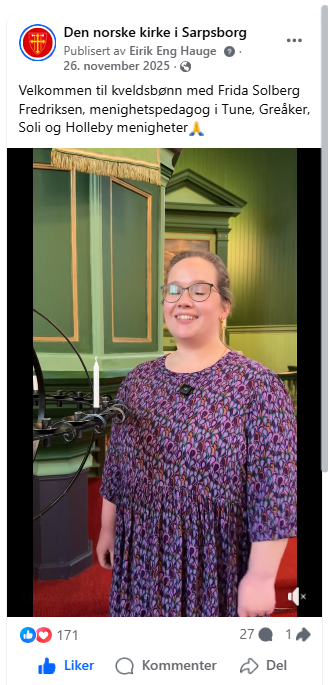 Den norske kirke i Sarpsborg
Publisert av Eirik Eng Hauge ·
26. november 2025 ·
Velkommen til kveldsbønn med Frida Solberg
Fredriksen, menighetspedagog i Tune, Greåker,
Soli og Holleby menigheter🙏
171
27
1
Liker
Kommenter
Del